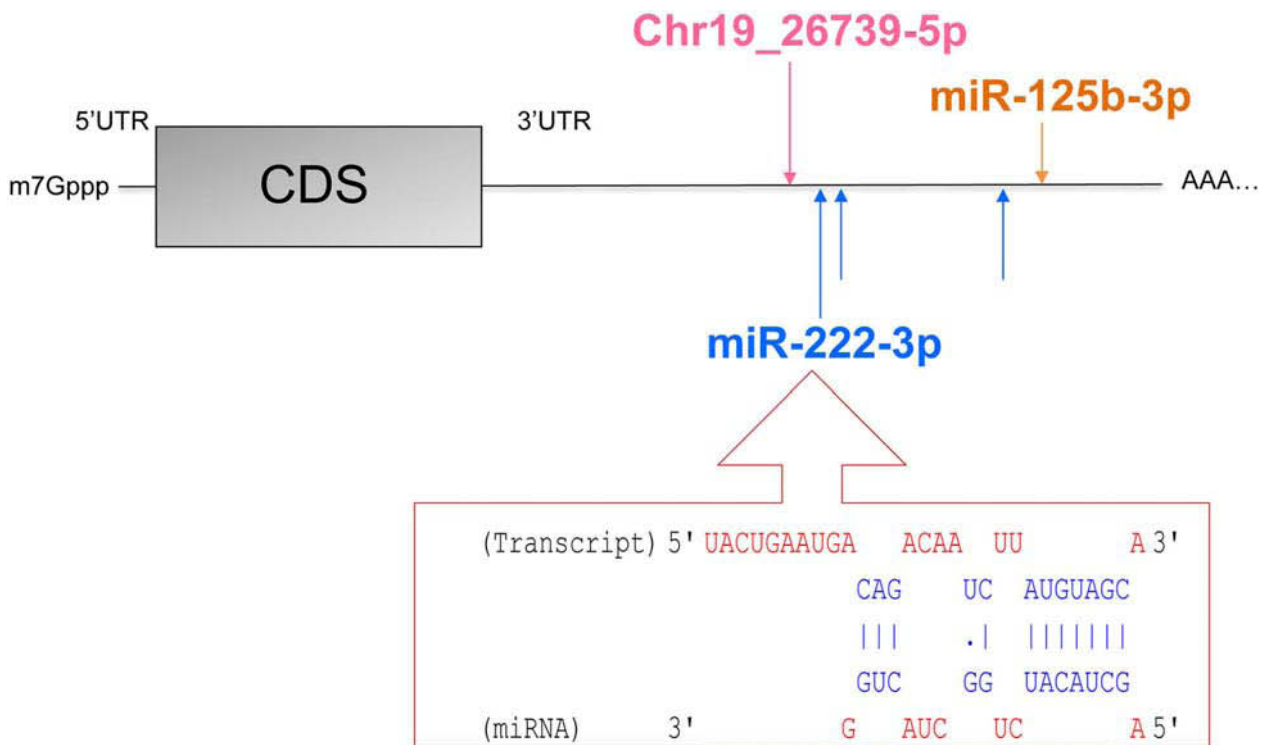 Chr19_26739-5p
miR-125b-3p
5'UTR 3'UTR
m7Gppp CDS AAA...
miR-222-3p
(Transcript) 5' UACUGAAUGA ACAA UU A 3'
CAG UC AUGUAGC
||| .| |||||||
GUC GG UACAUCG
(miRNA) 3' G AUC UC A 5'